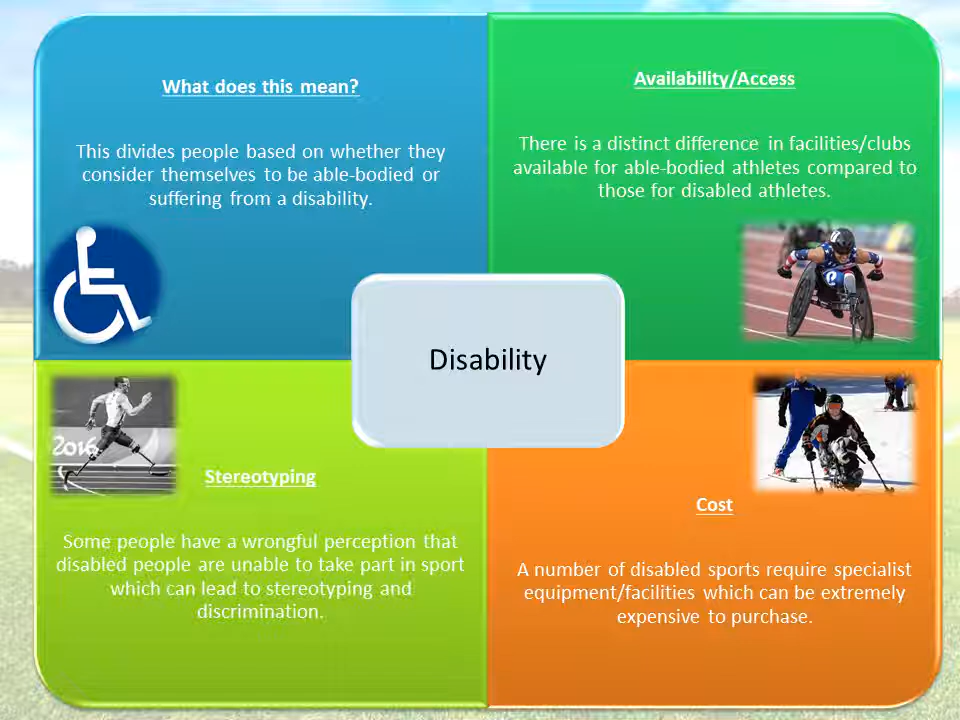 What does this mean?
This divides people based on whether they
consider themselves to be able-bodied or
suffering from a disability.
Availability/Access
There is a distinct difference in facilities/clubs
available for able-bodied athletes compared to
those for disabled athletes.
Disability
2016
Stereotyping
Some people have a wrongful perception that
disabled people are unable to take part in sport
which can lead to stereotyping and
discrimination.
Cost
A number of disabled sports require specialist
equipment/facilities which can be extremely
expensive to purchase.